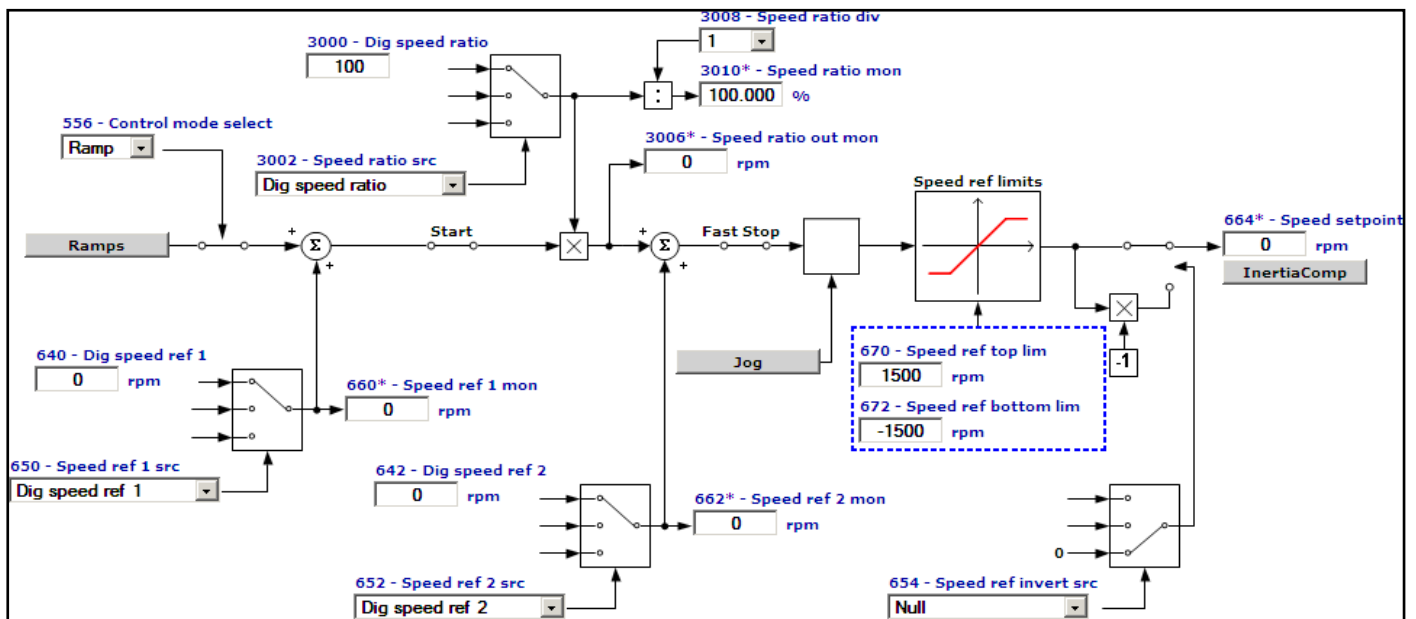 3008 - Speed ratio div
1
3000 - Dig speed ratio
100
3010* - Speed ratio mon
:
100.000 %
556 - Control mode select
Ramp
3006* - Speed ratio out mon
0 rpm
3002 - Speed ratio src
Dig speed ratio
Speed ref limits
664* - Speed setpoint
0 rpm
Ramps
+
Σ
+
Start
×
+
Σ
+
Fast Stop
InertiaComp
×
-1
640 - Dig speed ref 1
0 rpm
660* - Speed ref 1 mon
0 rpm
Jog
670 - Speed ref top lim
1500 rpm
672 - Speed ref bottom lim
-1500 rpm
650 - Speed ref 1 src
Dig speed ref 1
642 - Dig speed ref 2
0 rpm
662* - Speed ref 2 mon
0 rpm
0
652 - Speed ref 2 src
Dig speed ref 2
654 - Speed ref invert src
Null